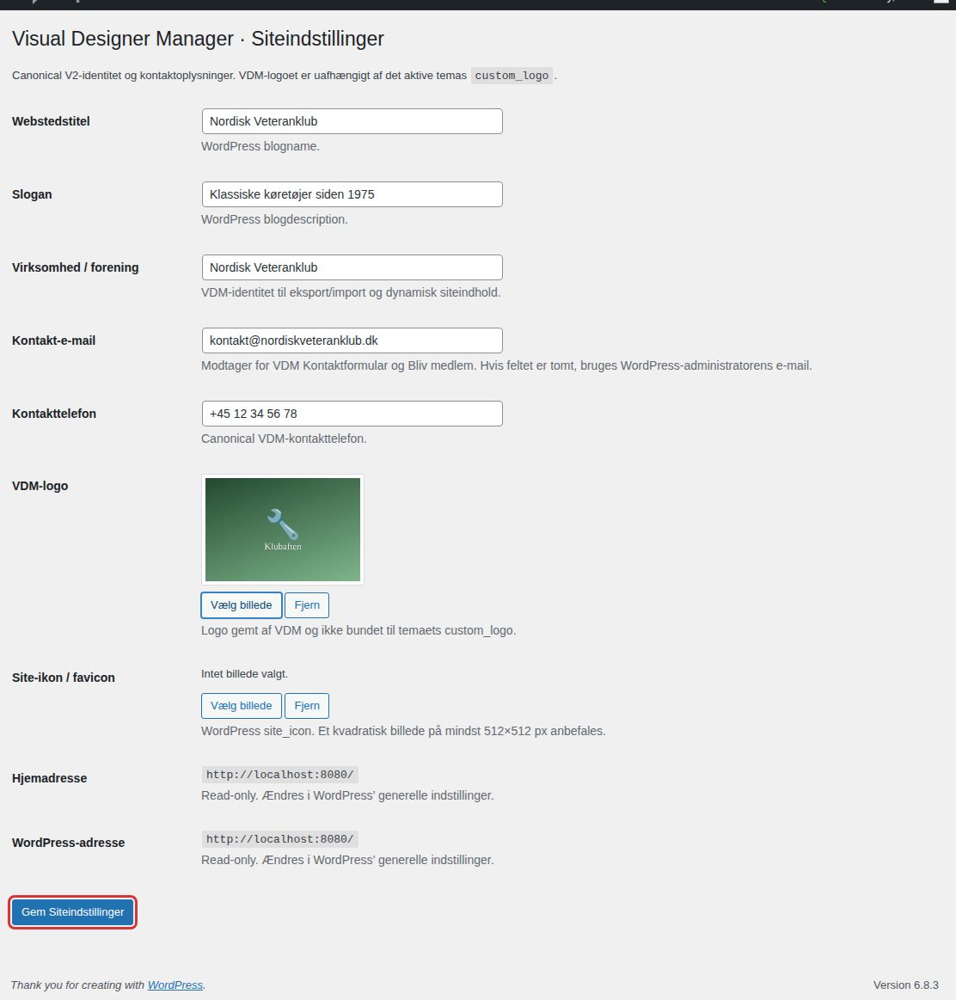 Visual Designer Manager · Siteindstillinger
Canonical V2-identitet og kontaktoplysninger. VDM-logoet er uafhængigt af det aktive temas custom_logo.
Webstedstitel
Nordisk Veteranklub
WordPress blogname.
Slogan
Klassiske køretøjer siden 1975
WordPress blogdescription.
Virksomhed / forening
Nordisk Veteranklub
VDM-identitet til eksport/import og dynamisk siteindhold.
Kontakt-e-mail
kontakt@nordiskveteranklub.dk
Modtager for VDM Kontaktformular og Bliv medlem. Hvis feltet er tomt, bruges WordPress-administratorens e-mail.
Kontakttelefon
+45 12 34 56 78
Canonical VDM-kontakttelefon.
VDM-logo
Klubaften
Vælg billede Fjern
Logo gemt af VDM og ikke bundet til temaets custom_logo.
Site-ikon / favicon
Intet billede valgt.
Vælg billede Fjern
WordPress site_icon. Et kvadratisk billede på mindst 512×512 px anbefales.
Hjemadresse
http://localhost:8080/
Read-only. Ændres i WordPress’ generelle indstillinger.
WordPress-adresse
http://localhost:8080/
Read-only. Ændres i WordPress’ generelle indstillinger.
Gem Siteindstillinger
Thank you for creating with WordPress.
Version 6.8.3